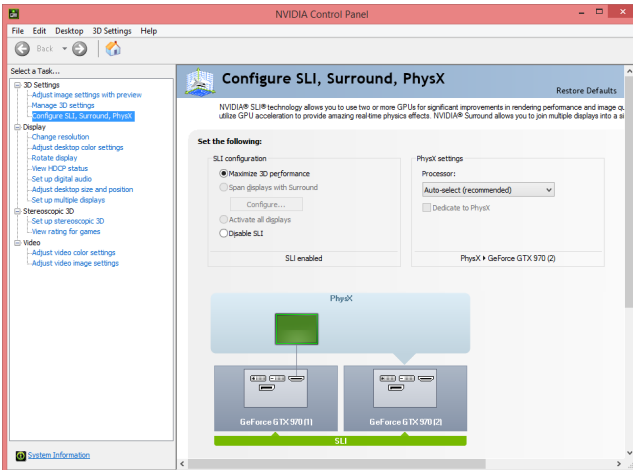 NVIDIA Control Panel
File Edit Desktop 3D Settings Help
Back
Select a Task...
3D Settings
Adjust image settings with preview
Manage 3D settings
Configure SLI, Surround, PhysX
Display
Change resolution
Adjust desktop color settings
Rotate display
View HDCP status
Set up digital audio
Adjust desktop size and position
Set up multiple displays
Stereoscopic 3D
Set up stereoscopic 3D
View rating for games
Video
Adjust video color settings
Adjust video image settings
System Information
Configure SLI, Surround, PhysX
Restore Defaults
NVIDIA® SLI® technology allows you to use two or more GPUs for significant improvements in rendering performance and image qu
utilize GPU acceleration to provide amazing real-time physics effects. NVIDIA® Surround allows you to join multiple displays into a si
Set the following:
SLI configuration
Maximize 3D performance
Span displays with Surround
Configure...
Activate all displays
Disable SLI
SLI enabled
PhysX settings
Processor:
Auto-select (recommended)
Dedicate to PhysX
PhysX GeForce GTX 970 (2)
PhysX
GeForce GTX 970 (1)
GeForce GTX 970 (2)
SLI